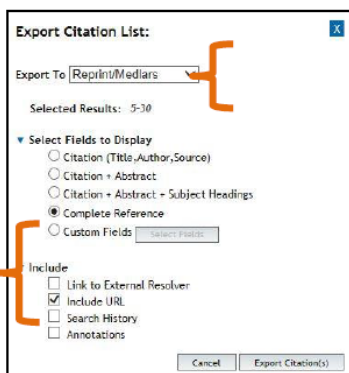 Export Citation List:
X
Export To Reprint/Medlars
Selected Results: 5-30
Select Fields to Display
Citation (Title,Author,Source)
Citation + Abstract
Citation + Abstract + Subject Headings
Complete Reference
Custom Fields Select Fields
Include
Link to External Resolver
Include URL
Search History
Annotations
Cancel Export Citation(s)